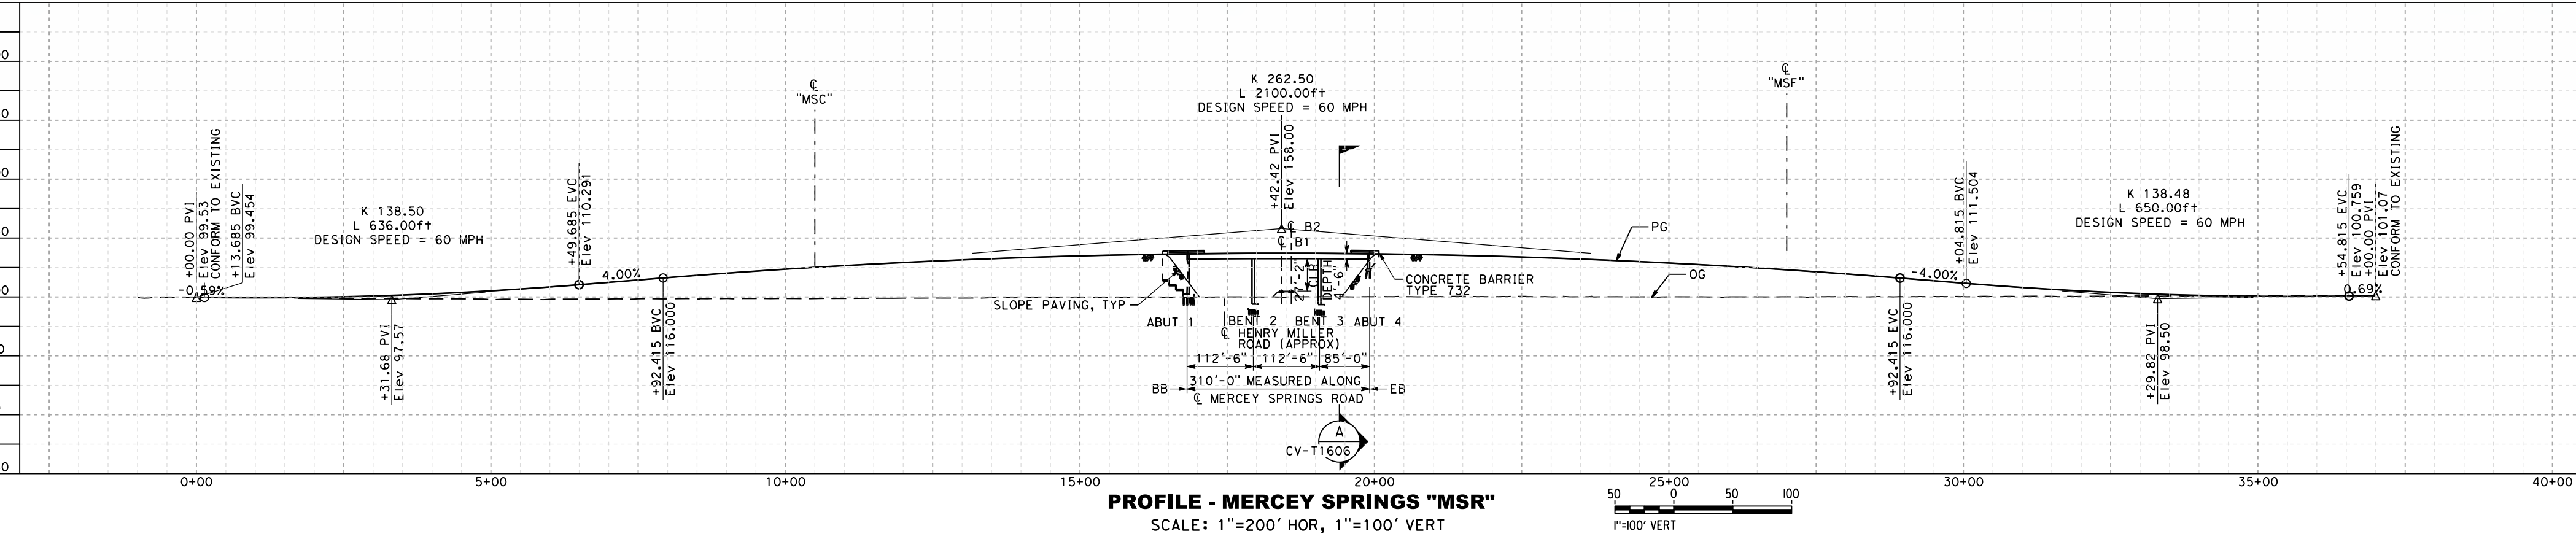 +00.00 PVI
Elev 99.53
CONFORM TO EXISTING
+13.685 BVC
Elev 99.454
-0.59%
K 138.50
L 636.00ft
DESIGN SPEED = 60 MPH
+31.68 PVI
Elev 97.57
+49.685 EVC
Elev 110.291
4.00%
+92.415 BVC
Elev 116.000
℄
"MSC"
K 262.50
L 2100.00ft
DESIGN SPEED = 60 MPH
+42.42 PVI
Elev 158.00
℄ B2
℄ B1
27'-2"
CLR
DEPTH
4'-6"
SLOPE PAVING, TYP
CONCRETE BARRIER
TYPE 732
ABUT 1
BENT 2
BENT 3
ABUT 4
℄ HENRY MILLER
ROAD (APPROX)
112'-6"
112'-6"
85'-0"
BB
310'-0" MEASURED ALONG
EB
℄ MERCEY SPRINGS ROAD
A
CV-T1606
PG
OG
℄
"MSF"
-4.00%
+92.415 EVC
Elev 116.000
+04.815 BVC
Elev 111.504
K 138.48
L 650.00ft
DESIGN SPEED = 60 MPH
+29.82 PVI
Elev 98.50
+54.815 EVC
Elev 100.759
+00.00 PVI
Elev 101.07
CONFORM TO EXISTING
0.69%
0+00
5+00
10+00
15+00
20+00
25+00
30+00
35+00
40+00
PROFILE - MERCEY SPRINGS "MSR"
SCALE: 1"=200' HOR, 1"=100' VERT
50 0 50 100
1"=100' VERT